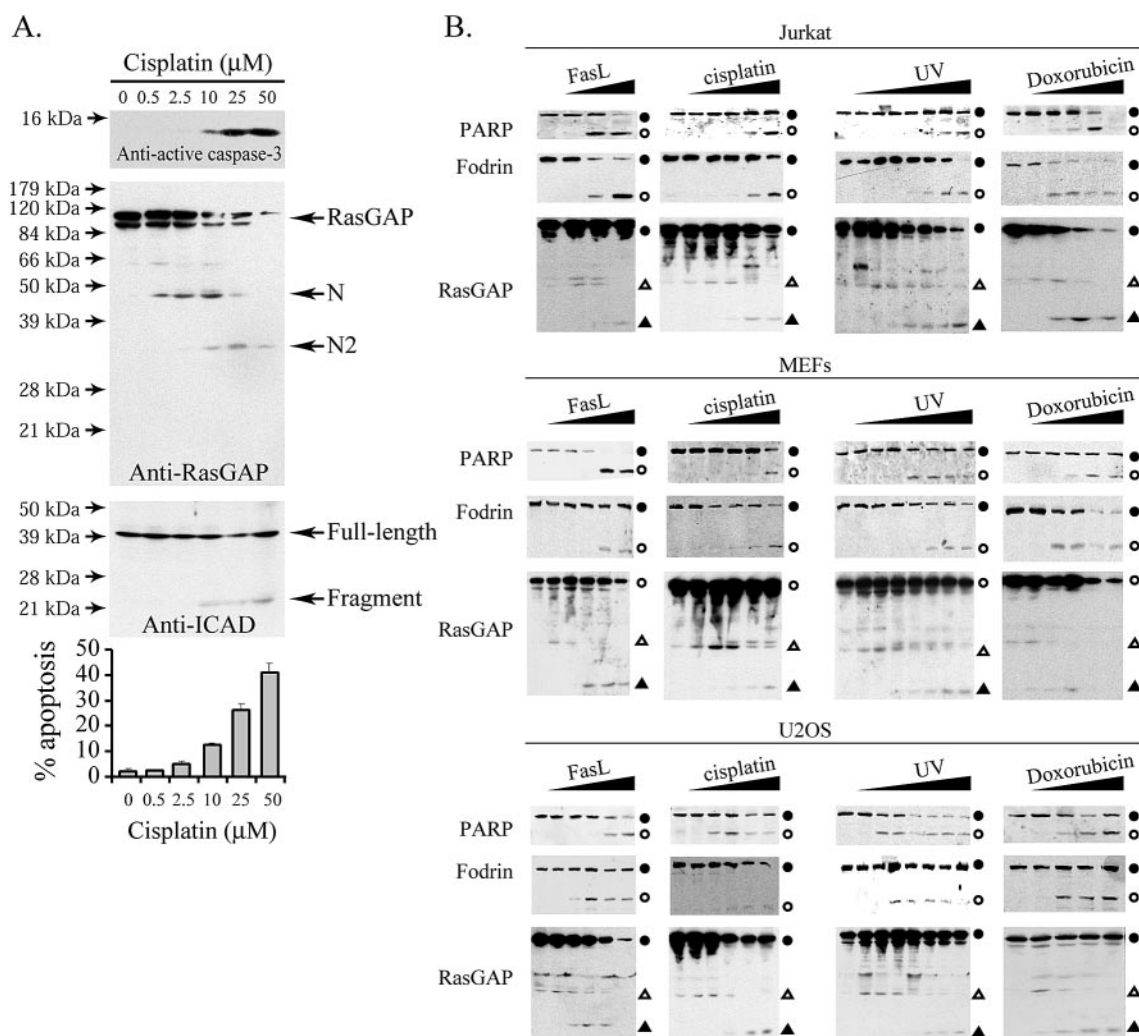 A.
Cisplatin (µM)
0 0.5 2.5 10 25 50
16 kDa
Anti-active caspase-3
179 kDa
120 kDa
84 kDa
66 kDa
50 kDa
39 kDa
28 kDa
21 kDa
RasGAP
N
N2
Anti-RasGAP
50 kDa
39 kDa
28 kDa
21 kDa
Full-length
Fragment
Anti-ICAD
% apoptosis
50
40
30
20
10
0
0 0.5 2.5 10 25 50
Cisplatin (µM)
B.
Jurkat
FasL cisplatin UV Doxorubicin
PARP
Fodrin
RasGAP
MEFs
FasL cisplatin UV Doxorubicin
PARP
Fodrin
RasGAP
U2OS
FasL cisplatin UV Doxorubicin
PARP
Fodrin
RasGAP